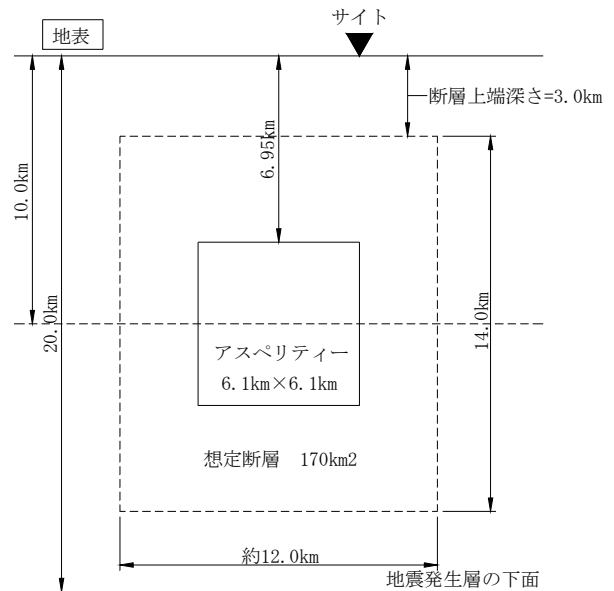 サイト
地表
断層上端深さ=3.0km
6.95km
10.0km
20.0km
14.0km
アスペリティー
6.1km×6.1km
想定断層　170km2
約12.0km
地震発生層の下面